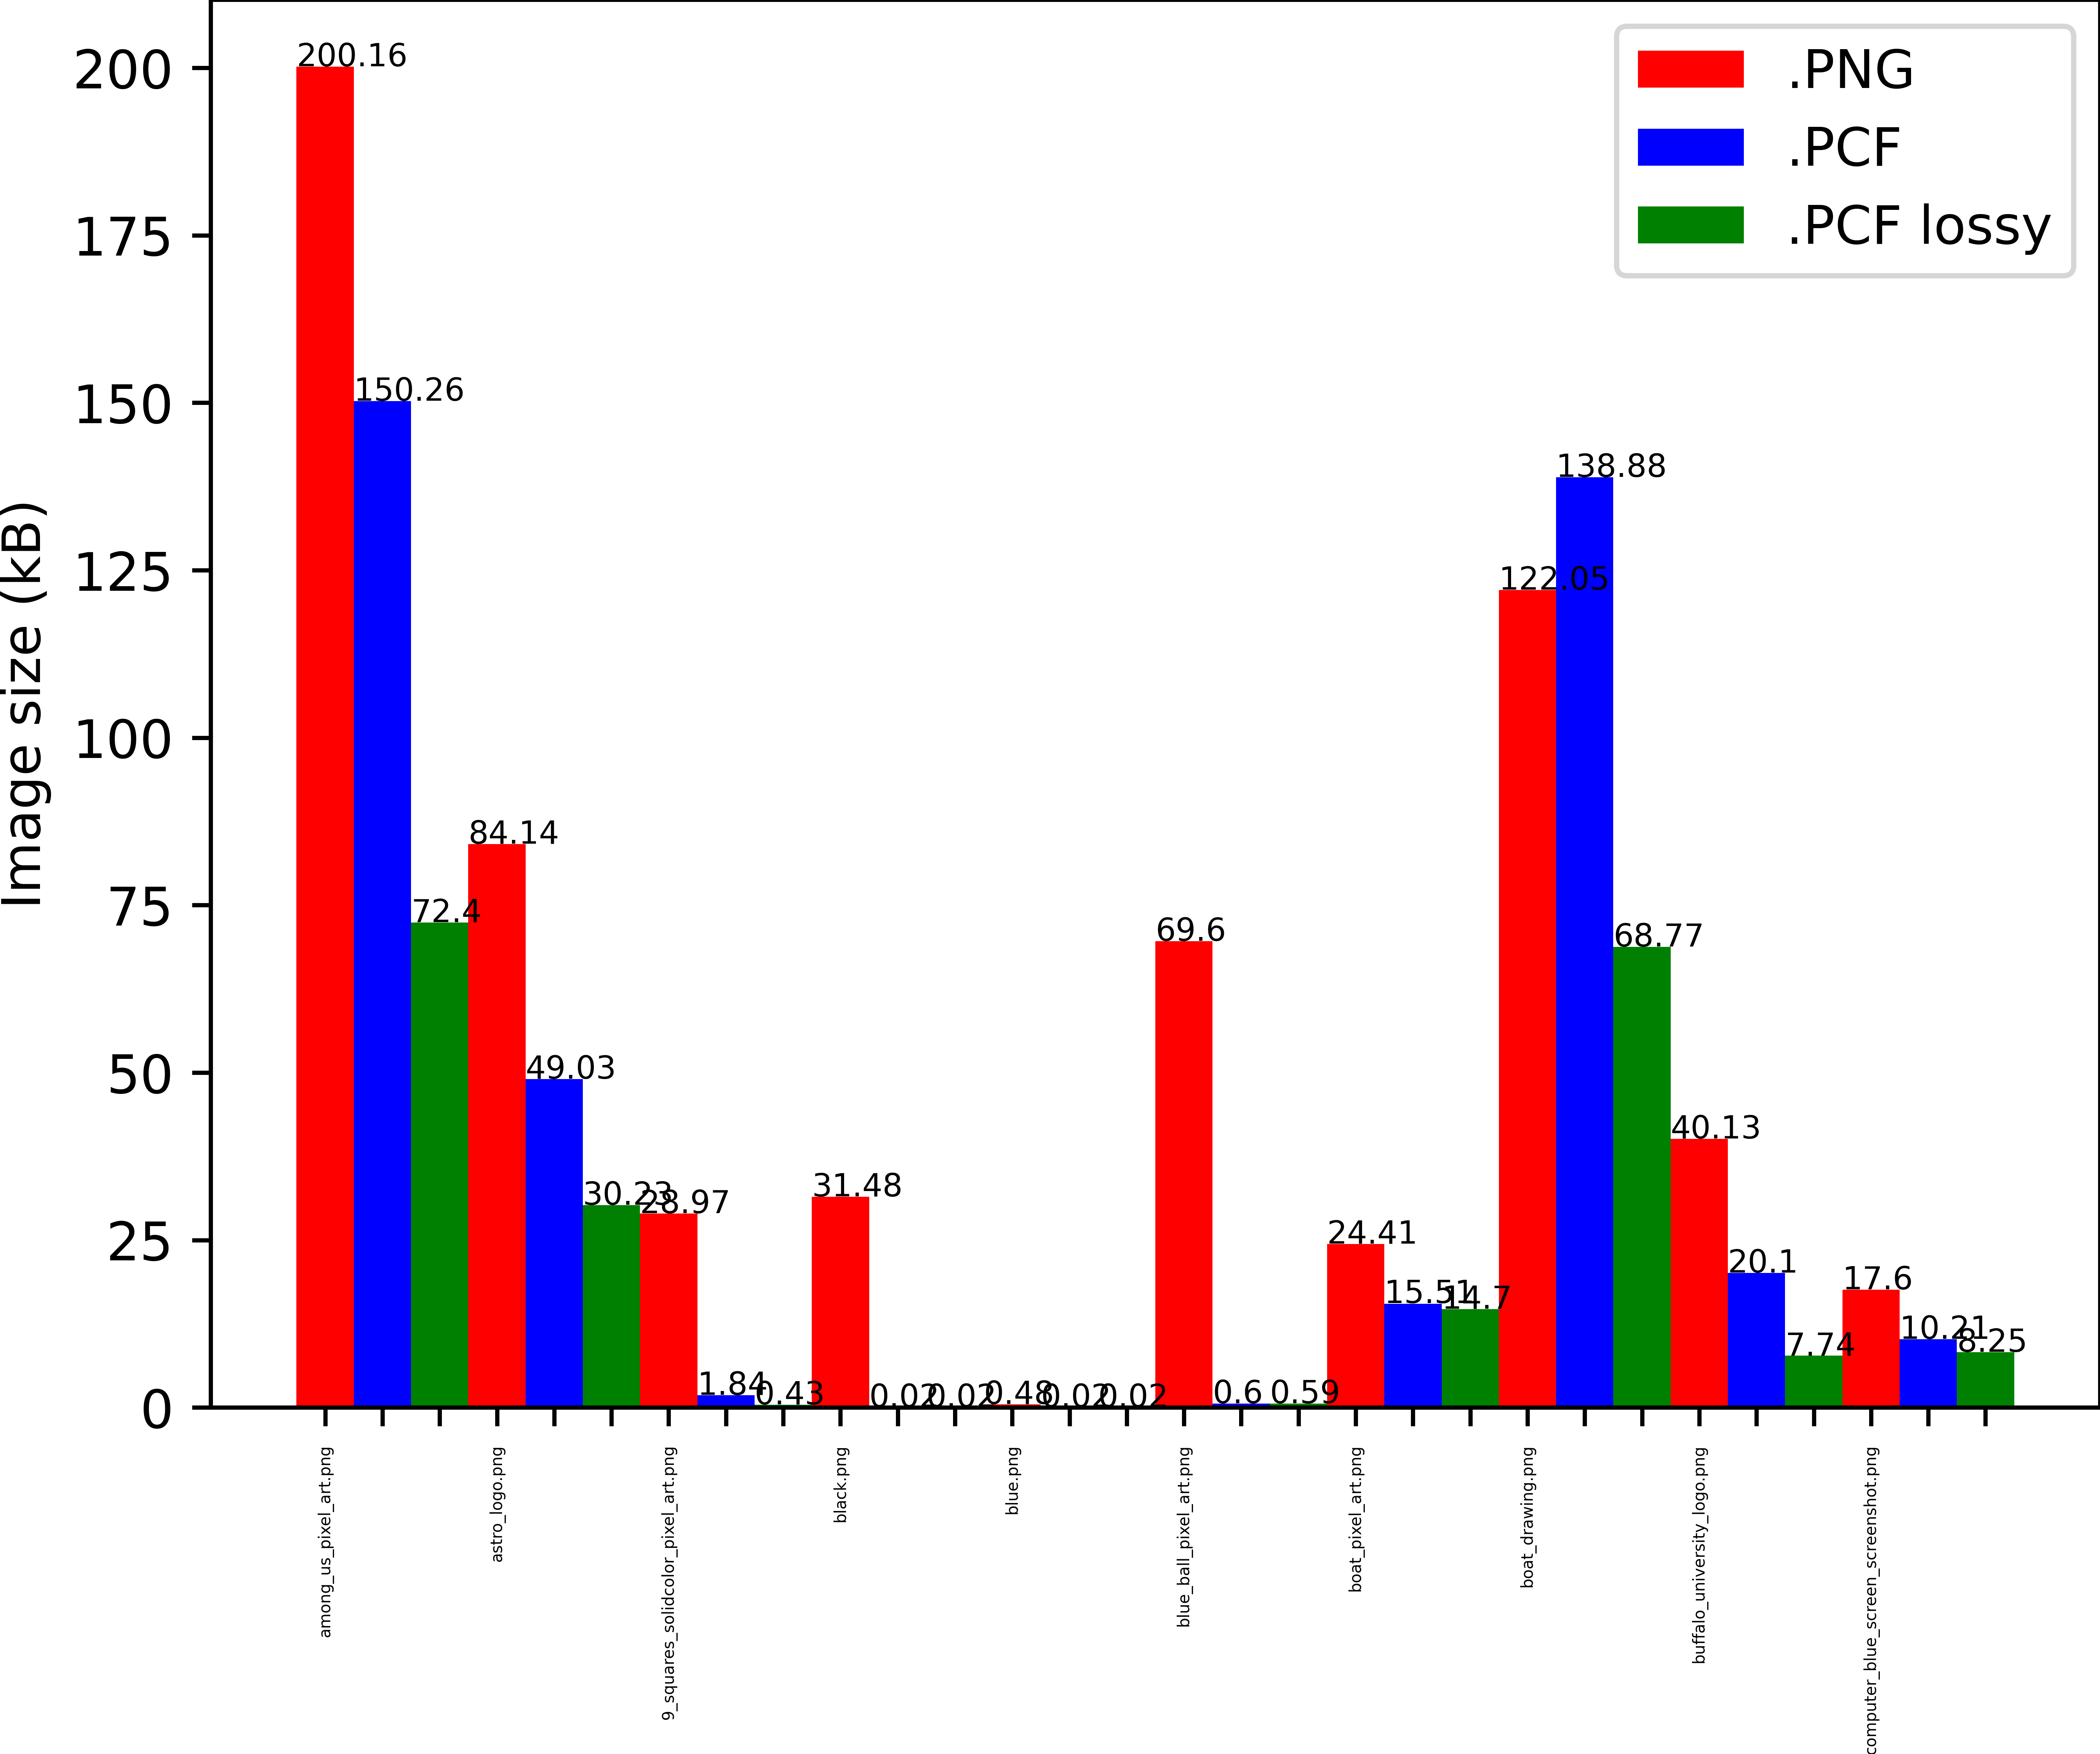 Image size (kB)
200
175
150
125
100
75
50
25
0
.PNG
.PCF
.PCF lossy
200.16
150.26
72.4
84.14
49.03
30.23
28.97
1.84
0.43
31.48
0.02
0.02
0.48
0.02
0.02
69.6
0.6
0.59
24.41
15.51
14.7
122.05
138.88
68.77
40.13
20.1
7.74
17.6
10.21
8.25
among_us_pixel_art.png
astro_logo.png
9_squares_solidcolor_pixel_art.png
black.png
blue.png
blue_ball_pixel_art.png
boat_pixel_art.png
boat_drawing.png
buffalo_university_logo.png
computer_blue_screen_screenshot.png